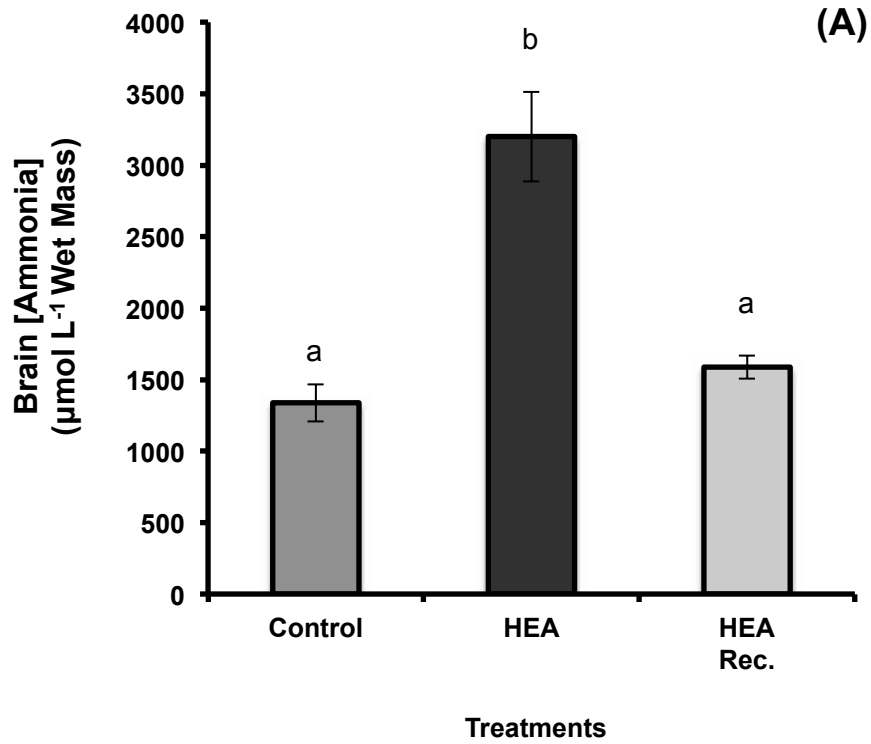 (A)
4000
3500
3000
2500
2000
1500
1000
500
0
Brain [Ammonia]
(µmol L⁻¹ Wet Mass)
a
b
a
Control
HEA
HEA
Rec.
Treatments